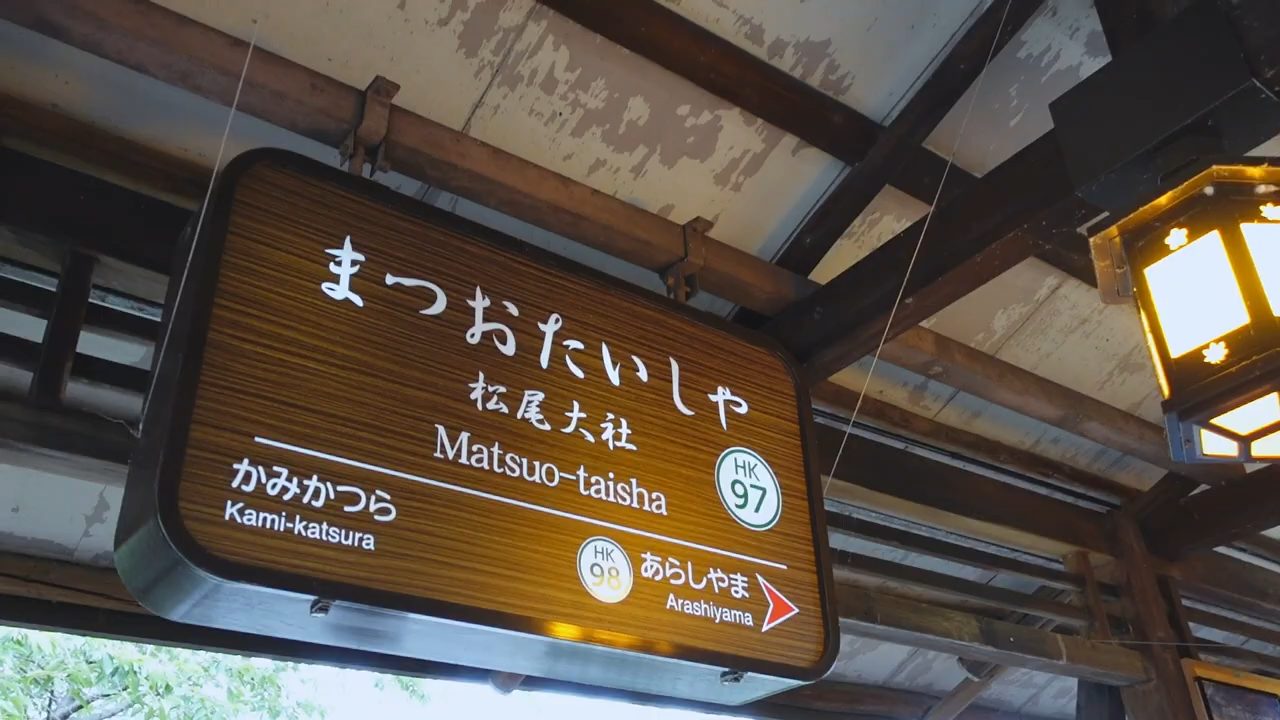 まつおたいしゃ
松尾大社
Matsuo-taisha
HK
97
かみかつら
Kami-katsura
HK
98
あらしやま
Arashiyama